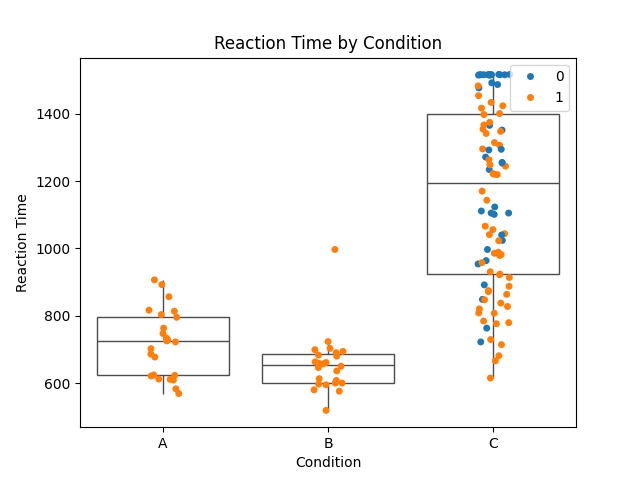 Reaction Time by Condition
0
1
1400
1200
1000
800
600
Reaction Time
A
B
C
Condition